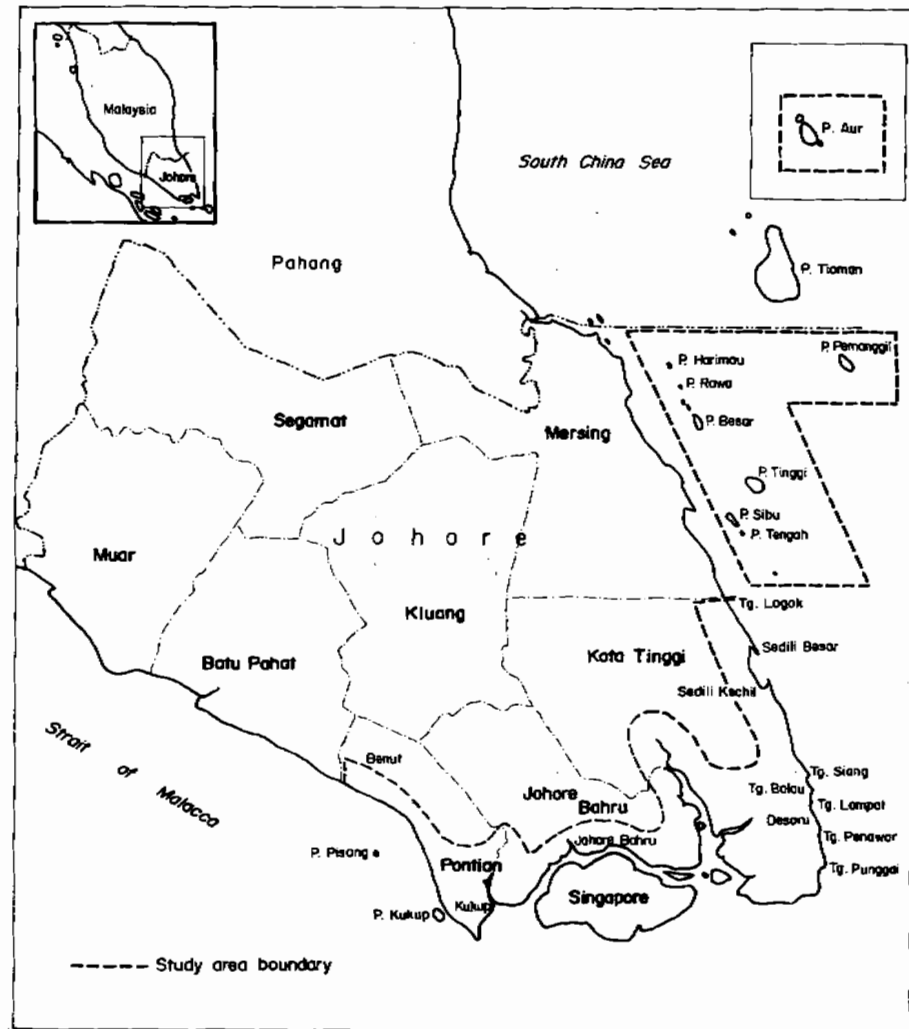 Malaysia
Johore
South China Sea
P. Aur
P. Tioman
Pahang
P. Harimau
P. Pemanggil
P. Rawa
P. Besar
Segamat
Mersing
P. Tinggi
P. Sibu
P. Tengah
Johore
Muar
Kluang
Tg. Logok
Batu Pahat
Kota Tinggi
Sedili Besar
Sedili Kechil
Strait of Malacca
Benut
Johore Bahru
Tg. Siang
Tg. Balau
Tg. Lompat
Desaru
Johore Bahru
Tg. Penawar
P. Pisang
Pontian
Tg. Punggai
Singapore
Kukup
P. Kukup
Study area boundary